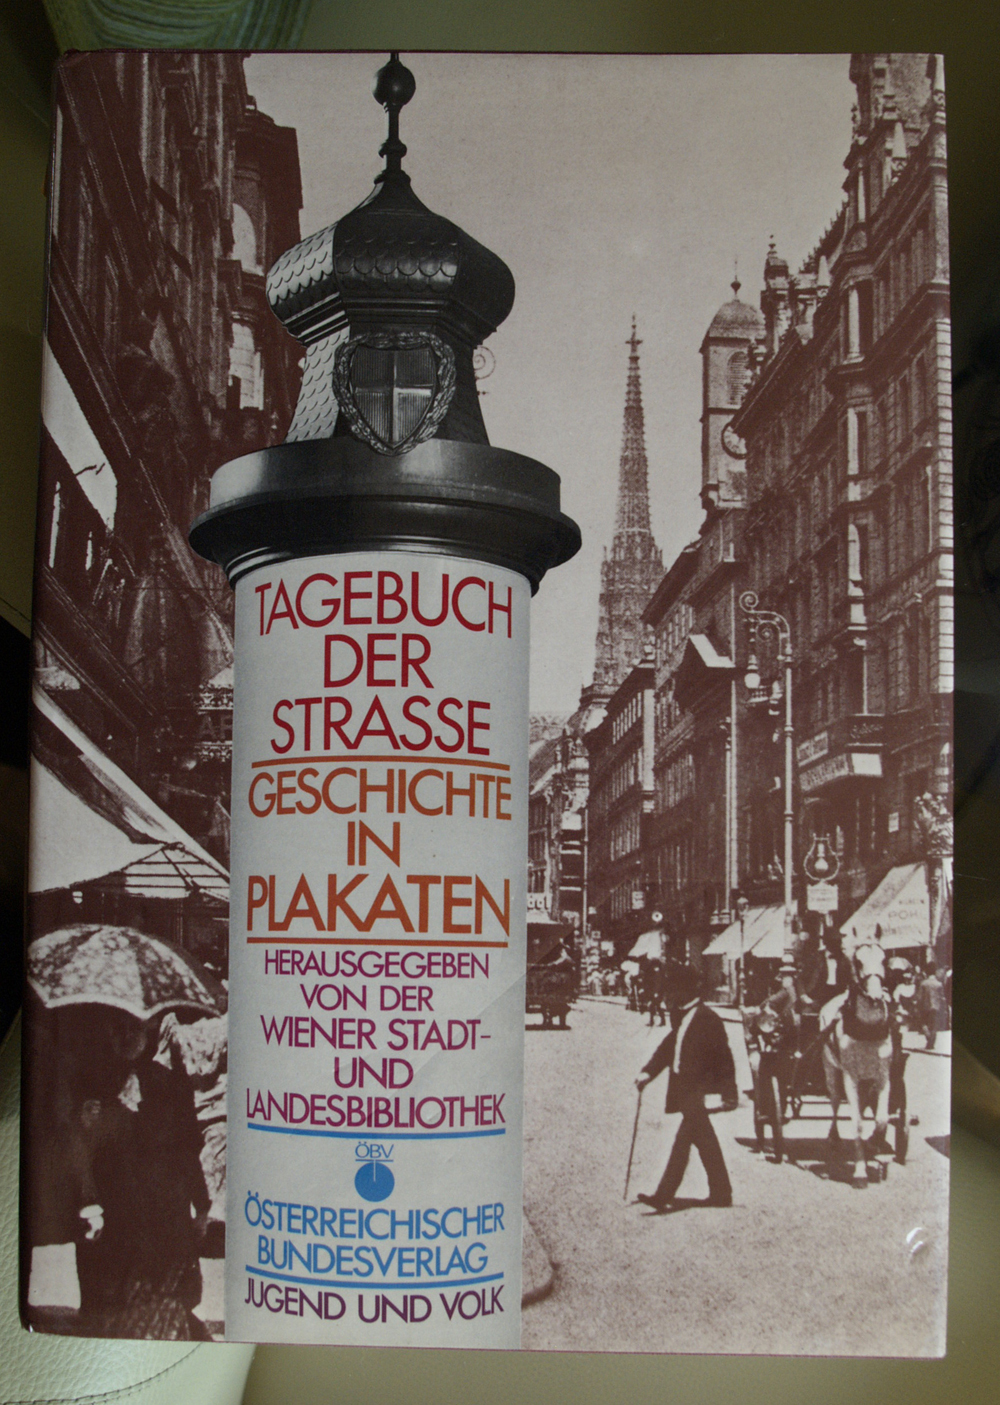 TAGEBUCH
DER
STRASSE
GESCHICHTE
IN
PLAKATEN
HERAUSGEGEBEN
VON DER
WIENER STADT-
UND
LANDESBIBLIOTHEK
ÖBV
ÖSTERREICHISCHER
BUNDESVERLAG
JUGEND UND VOLK